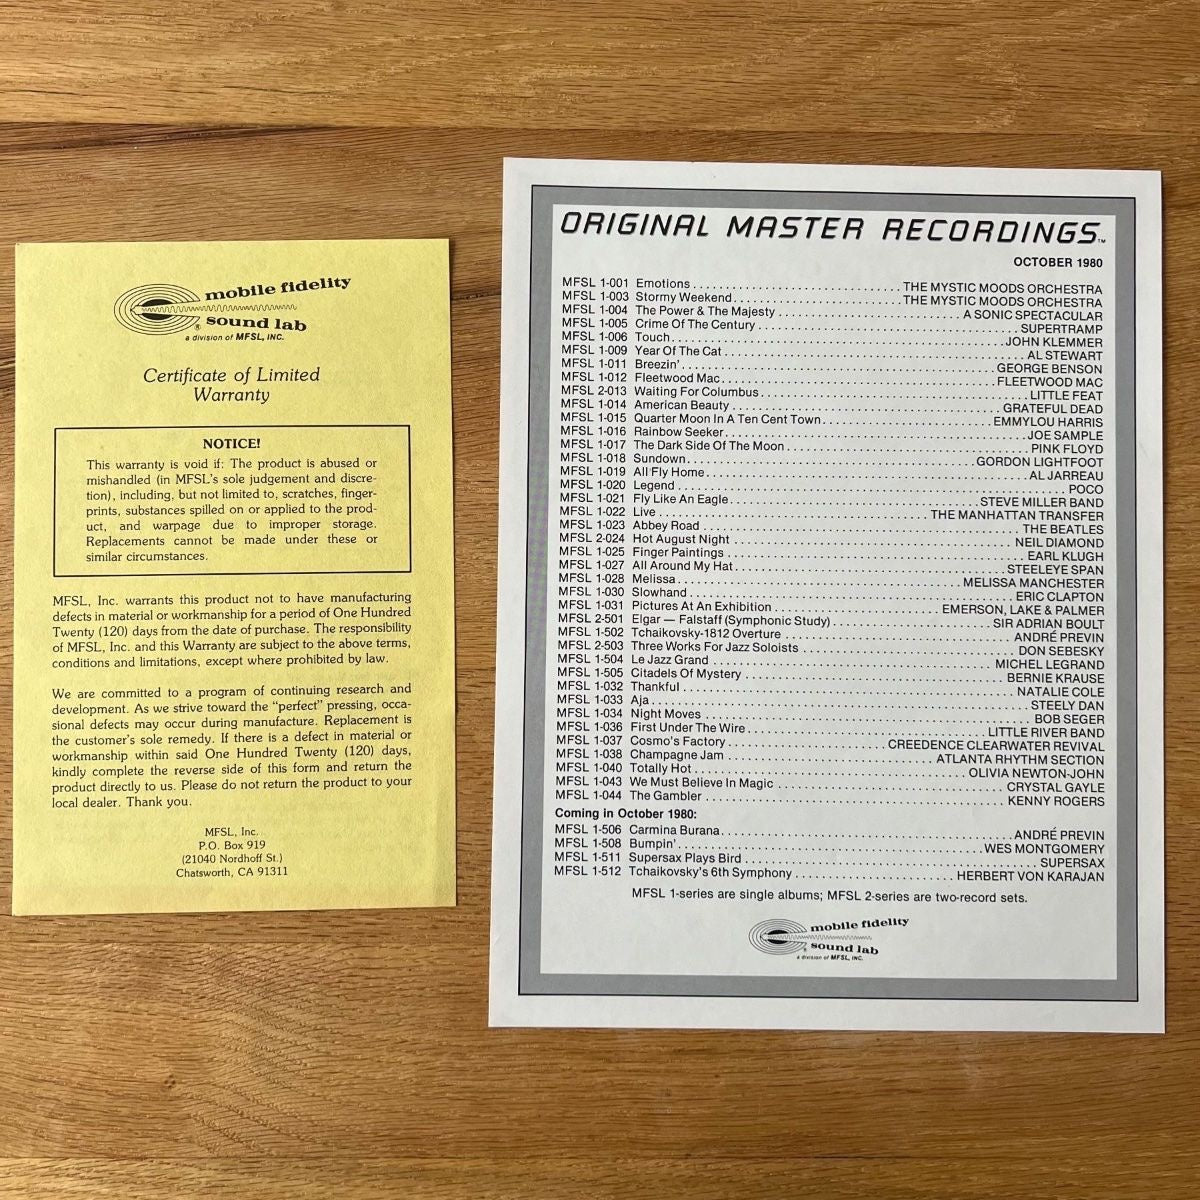 mobile fidelity
sound lab
®
a division of MFSL, INC.
Certificate of Limited
Warranty
NOTICE!
This warranty is void if: The product is abused or
mishandled (in MFSL's sole judgement and discre-
tion), including, but not limited to, scratches, finger-
prints, substances spilled on or applied to the prod-
uct, and warpage due to improper storage.
Replacements cannot be made under these or
similar circumstances.
MFSL, Inc. warrants this product not to have manufacturing
defects in material or workmanship for a period of One Hundred
Twenty (120) days from the date of purchase. The responsibility
of MFSL, Inc. and this Warranty are subject to the above terms,
conditions and limitations, except where prohibited by law.
We are committed to a program of continuing research and
development. As we strive toward the "perfect" pressing, occa-
sional defects may occur during manufacture. Replacement is
the customer's sole remedy. If there is a defect in material or
workmanship within said One Hundred Twenty (120) days,
kindly complete the reverse side of this form and return the
product directly to us. Please do not return the product to your
local dealer. Thank you.
MFSL, Inc.
P.O. Box 919
(21040 Nordhoff St.)
Chatsworth, CA 91311
ORIGINAL MASTER RECORDINGS™
OCTOBER 1980
MFSL 1-001 Emotions THE MYSTIC MOODS ORCHESTRA
MFSL 1-003 Stormy Weekend THE MYSTIC MOODS ORCHESTRA
MFSL 1-004 The Power & The Majesty A SONIC SPECTACULAR
MFSL 1-005 Crime Of The Century SUPERTRAMP
MFSL 1-006 Touch JOHN KLEMMER
MFSL 1-009 Year Of The Cat AL STEWART
MFSL 1-011 Breezin' GEORGE BENSON
MFSL 1-012 Fleetwood Mac FLEETWOOD MAC
MFSL 2-013 Waiting For Columbus LITTLE FEAT
MFSL 1-014 American Beauty GRATEFUL DEAD
MFSL 1-015 Quarter Moon In A Ten Cent Town EMMYLOU HARRIS
MFSL 1-016 Rainbow Seeker JOE SAMPLE
MFSL 1-017 The Dark Side Of The Moon PINK FLOYD
MFSL 1-018 Sundown GORDON LIGHTFOOT
MFSL 1-019 All Fly Home AL JARREAU
MFSL 1-020 Legend POCO
MFSL 1-021 Fly Like An Eagle STEVE MILLER BAND
MFSL 1-022 Live THE MANHATTAN TRANSFER
MFSL 1-023 Abbey Road THE BEATLES
MFSL 2-024 Hot August Night NEIL DIAMOND
MFSL 1-025 Finger Paintings EARL KLUGH
MFSL 1-027 All Around My Hat STEELEYE SPAN
MFSL 1-028 Melissa MELISSA MANCHESTER
MFSL 1-030 Slowhand ERIC CLAPTON
MFSL 1-031 Pictures At An Exhibition EMERSON, LAKE & PALMER
MFSL 2-501 Elgar — Falstaff (Symphonic Study) SIR ADRIAN BOULT
MFSL 1-502 Tchaikovsky-1812 Overture ANDRÉ PREVIN
MFSL 2-503 Three Works For Jazz Soloists DON SEBESKY
MFSL 1-504 Le Jazz Grand MICHEL LEGRAND
MFSL 1-505 Citadels Of Mystery BERNIE KRAUSE
MFSL 1-032 Thankful NATALIE COLE
MFSL 1-033 Aja STEELY DAN
MFSL 1-034 Night Moves BOB SEGER
MFSL 1-036 First Under The Wire LITTLE RIVER BAND
MFSL 1-037 Cosmo's Factory CREEDENCE CLEARWATER REVIVAL
MFSL 1-038 Champagne Jam ATLANTA RHYTHM SECTION
MFSL 1-040 Totally Hot OLIVIA NEWTON-JOHN
MFSL 1-043 We Must Believe In Magic CRYSTAL GAYLE
MFSL 1-044 The Gambler KENNY ROGERS
Coming in October 1980:
MFSL 1-506 Carmina Burana ANDRÉ PREVIN
MFSL 1-508 Bumpin' WES MONTGOMERY
MFSL 1-511 Supersax Plays Bird SUPERSAX
MFSL 1-512 Tchaikovsky's 6th Symphony HERBERT VON KARAJAN
MFSL 1-series are single albums; MFSL 2-series are two-record sets.
mobile fidelity
sound lab
®
a division of MFSL, INC.